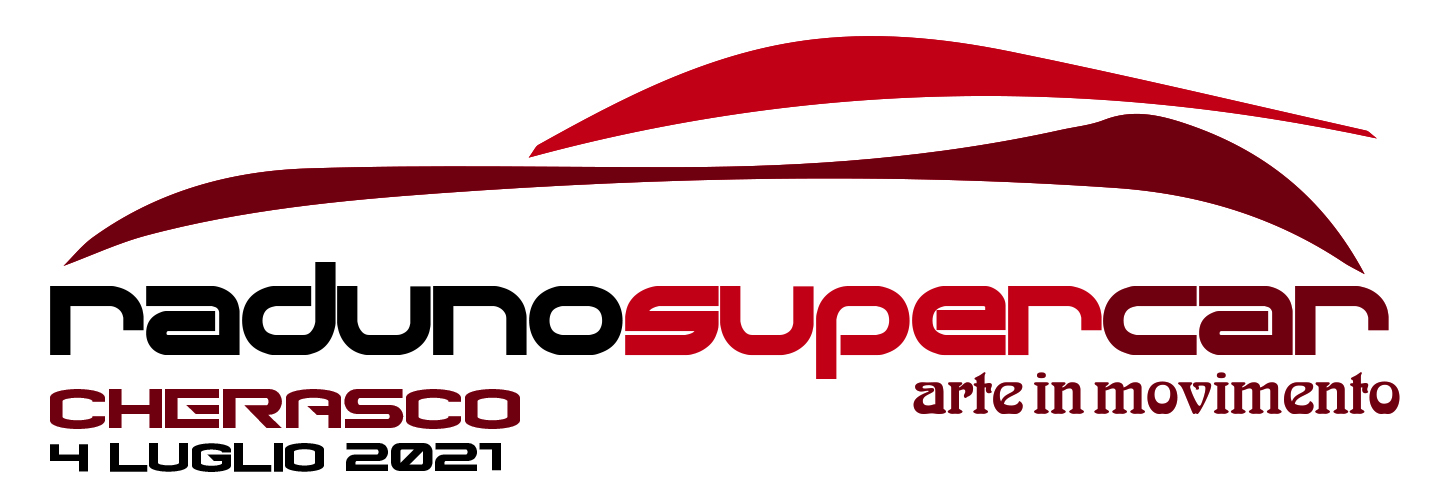 radunosupercar
arte in movimento
CHERASCO
4 LUGLIO 2021